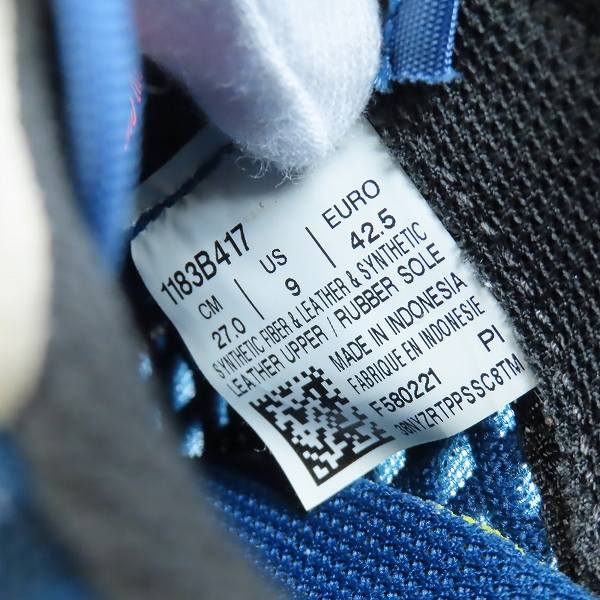 1183B417
CM | US | EURO
27.0 | 9 | 42.5
SYNTHETIC FIBER & LEATHER & SYNTHETIC
LEATHER UPPER / RUBBER SOLE
MADE IN INDONESIA
FABRIQUE EN INDONESIE
F580221 PI
38NYZRTPPSSC8TM